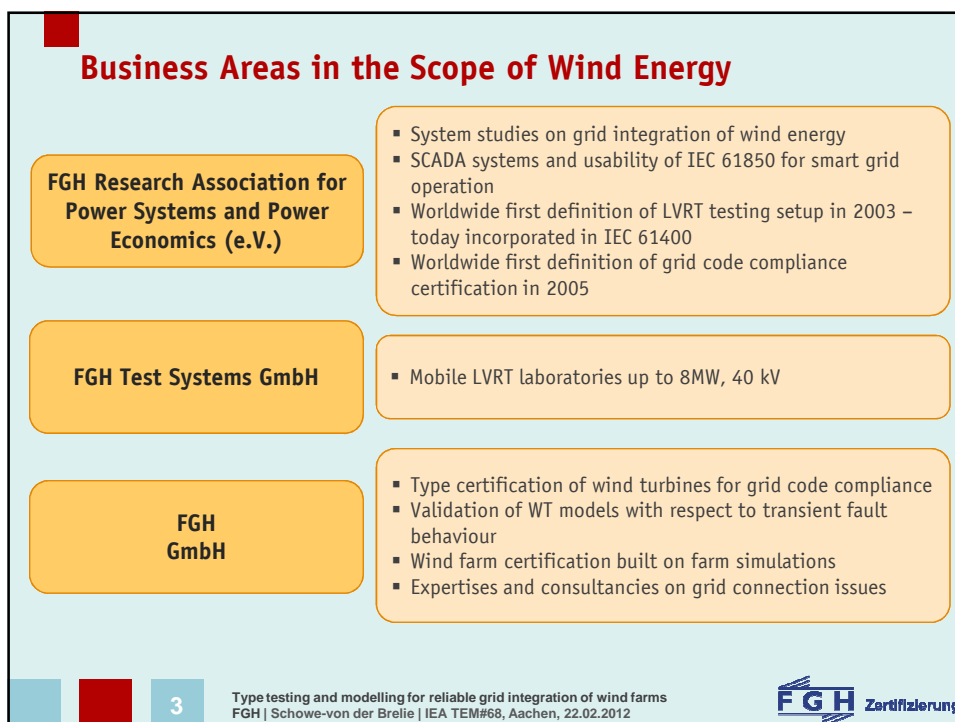 Business Areas in the Scope of Wind Energy
FGH Research Association for
Power Systems and Power
Economics (e.V.)
▪ System studies on grid integration of wind energy
▪ SCADA systems and usability of IEC 61850 for smart grid
operation
▪ Worldwide first definition of LVRT testing setup in 2003 –
today incorporated in IEC 61400
▪ Worldwide first definition of grid code compliance
certification in 2005
FGH Test Systems GmbH
▪ Mobile LVRT laboratories up to 8MW, 40 kV
FGH
GmbH
▪ Type certification of wind turbines for grid code compliance
▪ Validation of WT models with respect to transient fault
behaviour
▪ Wind farm certification built on farm simulations
▪ Expertises and consultancies on grid connection issues
3
Type testing and modelling for reliable grid integration of wind farms
FGH | Schowe-von der Brelie | IEA TEM#68, Aachen, 22.02.2012
FGH Zertifizierung